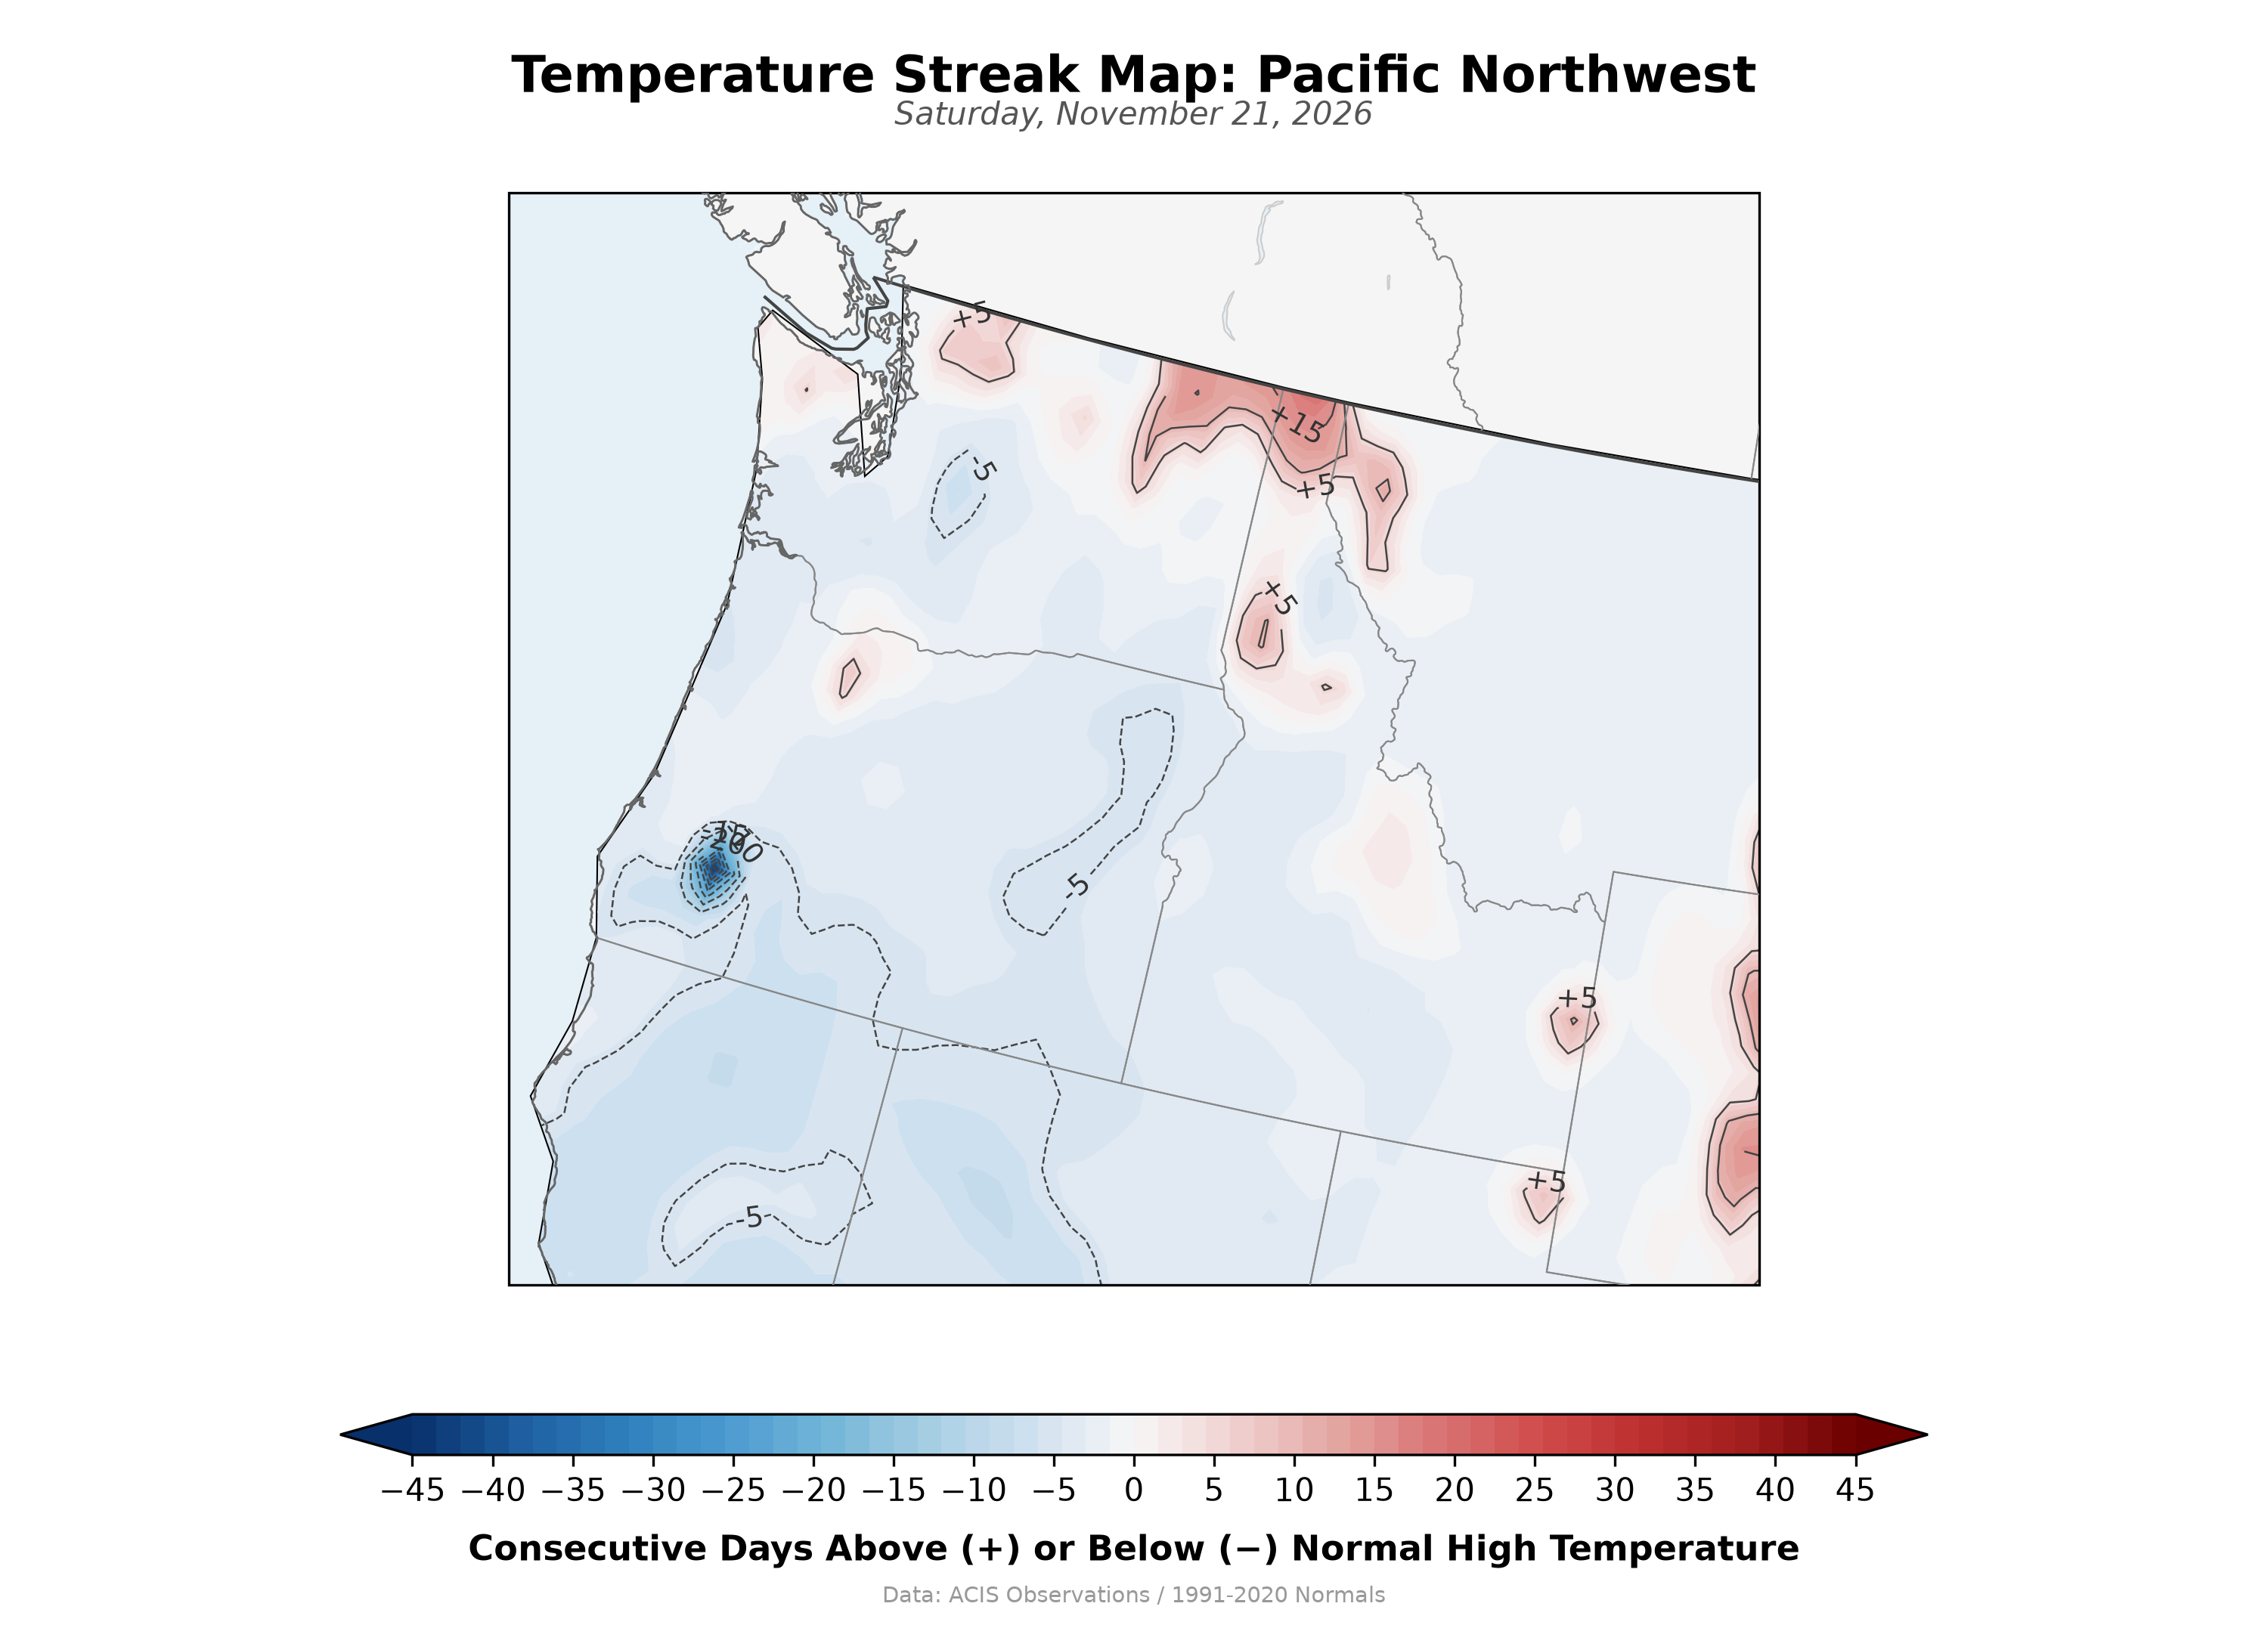 Temperature Streak Map: Pacific Northwest
Saturday, November 21, 2026
+5
+15
-5
+5
+5
-5
+5
+5
-5
−45 −40 −35 −30 −25 −20 −15 −10 −5 0 5 10 15 20 25 30 35 40 45
Consecutive Days Above (+) or Below (−) Normal High Temperature
Data: ACIS Observations / 1991-2020 Normals